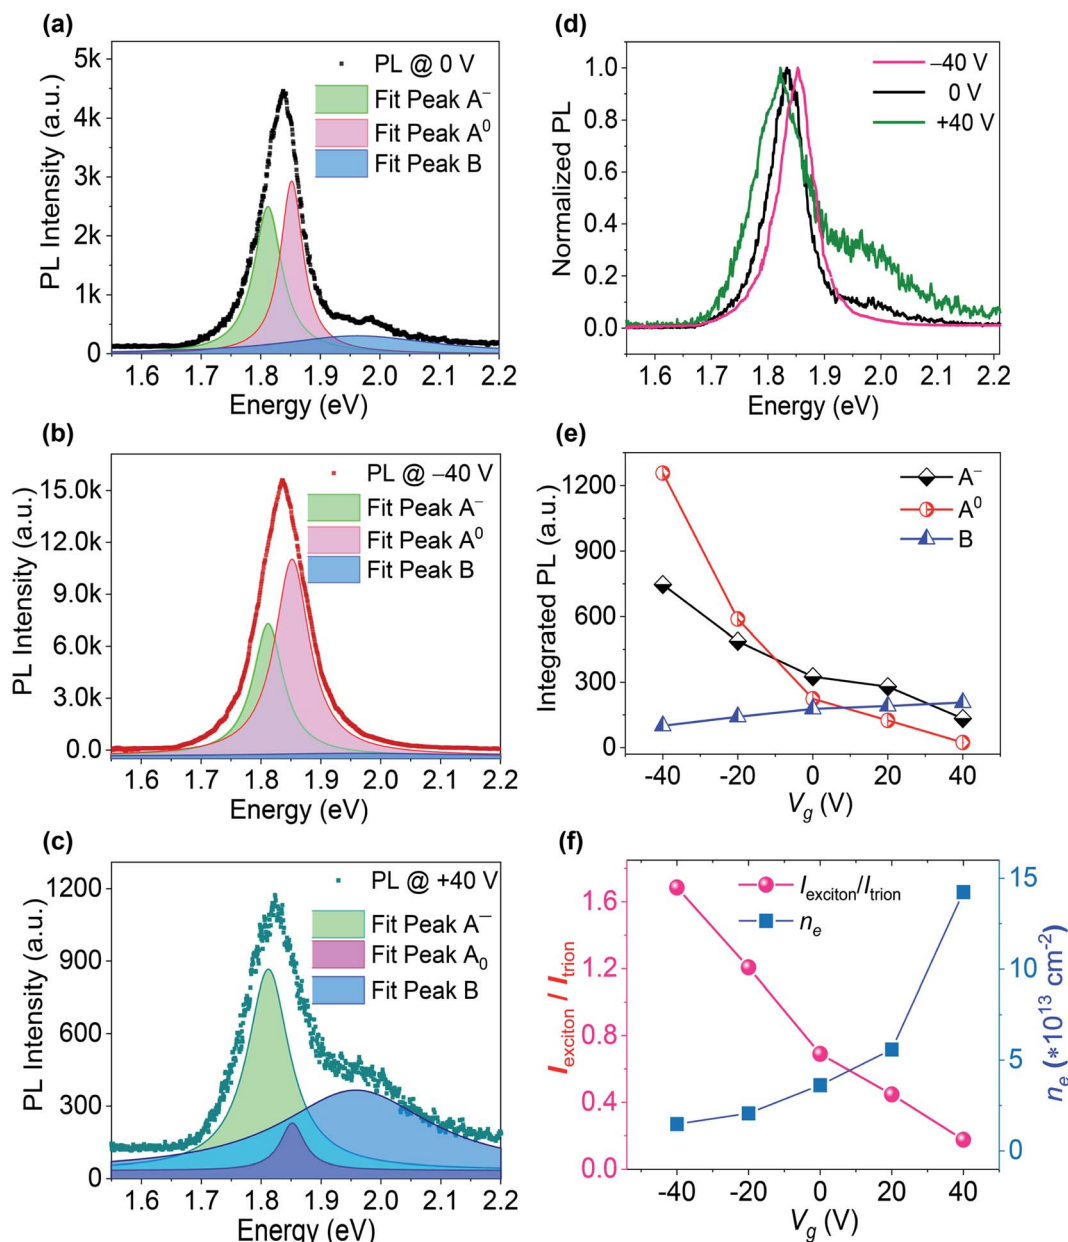 (a)
PL Intensity (a.u.)
5k
4k
3k
2k
1k
0
PL @ 0 V
Fit Peak A⁻
Fit Peak A⁰
Fit Peak B
1.6 1.7 1.8 1.9 2.0 2.1 2.2
Energy (eV)
(d)
Normalized PL
1.0
0.8
0.6
0.4
0.2
0.0
−40 V
0 V
+40 V
1.6 1.7 1.8 1.9 2.0 2.1 2.2
Energy (eV)
(b)
PL Intensity (a.u.)
15.0k
12.0k
9.0k
6.0k
3.0k
0.0
PL @ −40 V
Fit Peak A⁻
Fit Peak A⁰
Fit Peak B
1.6 1.7 1.8 1.9 2.0 2.1 2.2
Energy (eV)
(e)
Integrated PL (a.u.)
1200
900
600
300
0
A⁻
A⁰
B
-40 -20 0 20 40
V_g (V)
(c)
PL Intensity (a.u.)
1200
900
600
300
0
PL @ +40 V
Fit Peak A⁻
Fit Peak A₀
Fit Peak B
1.6 1.7 1.8 1.9 2.0 2.1 2.2
Energy (eV)
(f)
I_exciton / I_trion
1.6
1.2
0.8
0.4
0.0
I_exciton/I_trion
n_e
15
10
5
0
n_e (*10¹³ cm⁻²)
-40 -20 0 20 40
V_g (V)